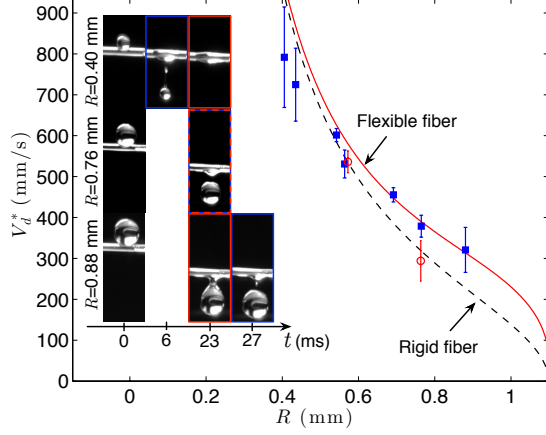 900
800
700
600
500
400
300
200
100
0
V_d^* (mm/s)
R=0.40 mm
R=0.76 mm
R=0.88 mm
Flexible fiber
Rigid fiber
0 6 23 27 t (ms)
0 0.2 0.4 0.6 0.8 1
R (mm)